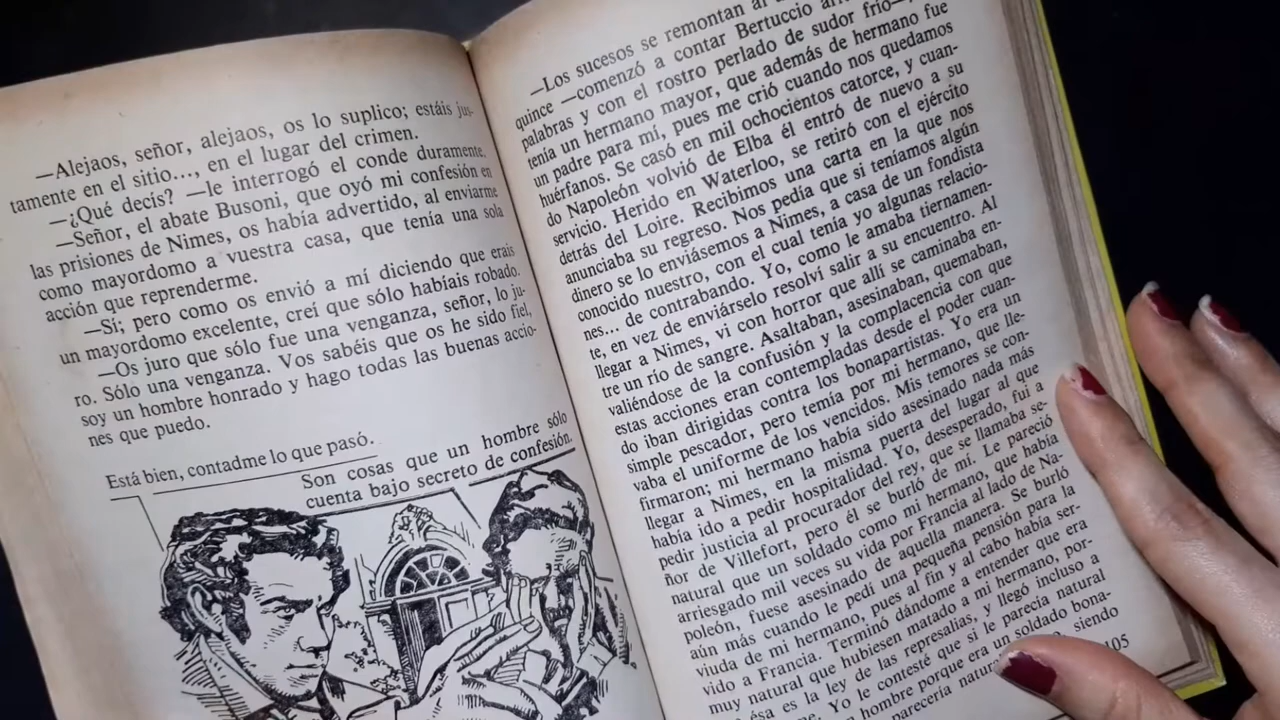 —Alejaos, señor, alejaos, os lo suplico; estáis jus-
tamente en el sitio..., en el lugar del crimen.
—¿Qué decís? —le interrogó el conde duramente.
—Señor, el abate Busoni, que oyó mi confesión en
las prisiones de Nimes, os había advertido, al enviarme
como mayordomo a vuestra casa, que tenía una sola
acción que reprenderme.
—Sí; pero como os envió a mí diciendo que erais
un mayordomo excelente, creí que sólo habíais robado.
—Os juro que sólo fue una venganza, señor, lo ju-
ro. Sólo una venganza. Vos sabéis que os he sido fiel,
soy un hombre honrado y hago todas las buenas accio-
nes que puedo.
Está bien, contadme lo que pasó.
Son cosas que un hombre sólo
cuenta bajo secreto de confesión.
—Los sucesos se remontan al
quince —comenzó a contar Bertuccio
palabras y con el rostro perlado de sudor frío—,
tenía un hermano mayor, que además de hermano fue
un padre para mí, pues me crió cuando nos quedamos
huérfanos. Se casó en mil ochocientos catorce, y cuan-
do Napoleón volvió de Elba él entró de nuevo a su
servicio. Herido en Waterloo, se retiró con el ejército
detrás del Loire. Recibimos una carta en la que nos
anunciaba su regreso. Nos pedía que si teníamos algún
dinero se lo enviásemos a Nimes, a casa de un fondista
conocido nuestro, con el cual tenía yo algunas relacio-
nes... de contrabando. Yo, como le amaba tiernamen-
te, en vez de enviárselo resolví salir a su encuentro. Al
llegar a Nimes, vi con horror que allí se caminaba en-
tre un río de sangre. Asaltaban, asesinaban, quemaban,
valiéndose de la confusión y la complacencia con que
estas acciones eran contempladas desde el poder cuan-
do iban dirigidas contra los bonapartistas. Yo era un
simple pescador, pero temía por mi hermano, que lle-
vaba el uniforme de los vencidos. Mis temores se con-
firmaron; mi hermano había sido asesinado nada más
llegar a Nimes, en la misma puerta del lugar al que
había ido a pedir hospitalidad. Yo, desesperado, fui a
pedir justicia al procurador del rey, que se llamaba se-
ñor de Villefort, pero él se burló de mí. Le pareció
natural que un soldado como mi hermano, que había
arriesgado mil veces su vida por Francia al lado de Na-
poleón, fuese asesinado de aquella manera. Se burló
aún más cuando le pedí una pequeña pensión para la
viuda de mi hermano, pues al fin y al cabo había ser-
vido a Francia. Terminó dándome a entender que era
muy natural que hubiesen matado a mi hermano, por-
ésa es la ley de las represalias, y llegó incluso a
Yo le contesté que si le parecía natural
hombre porque era un soldado bona-
parecería natural siendo
105